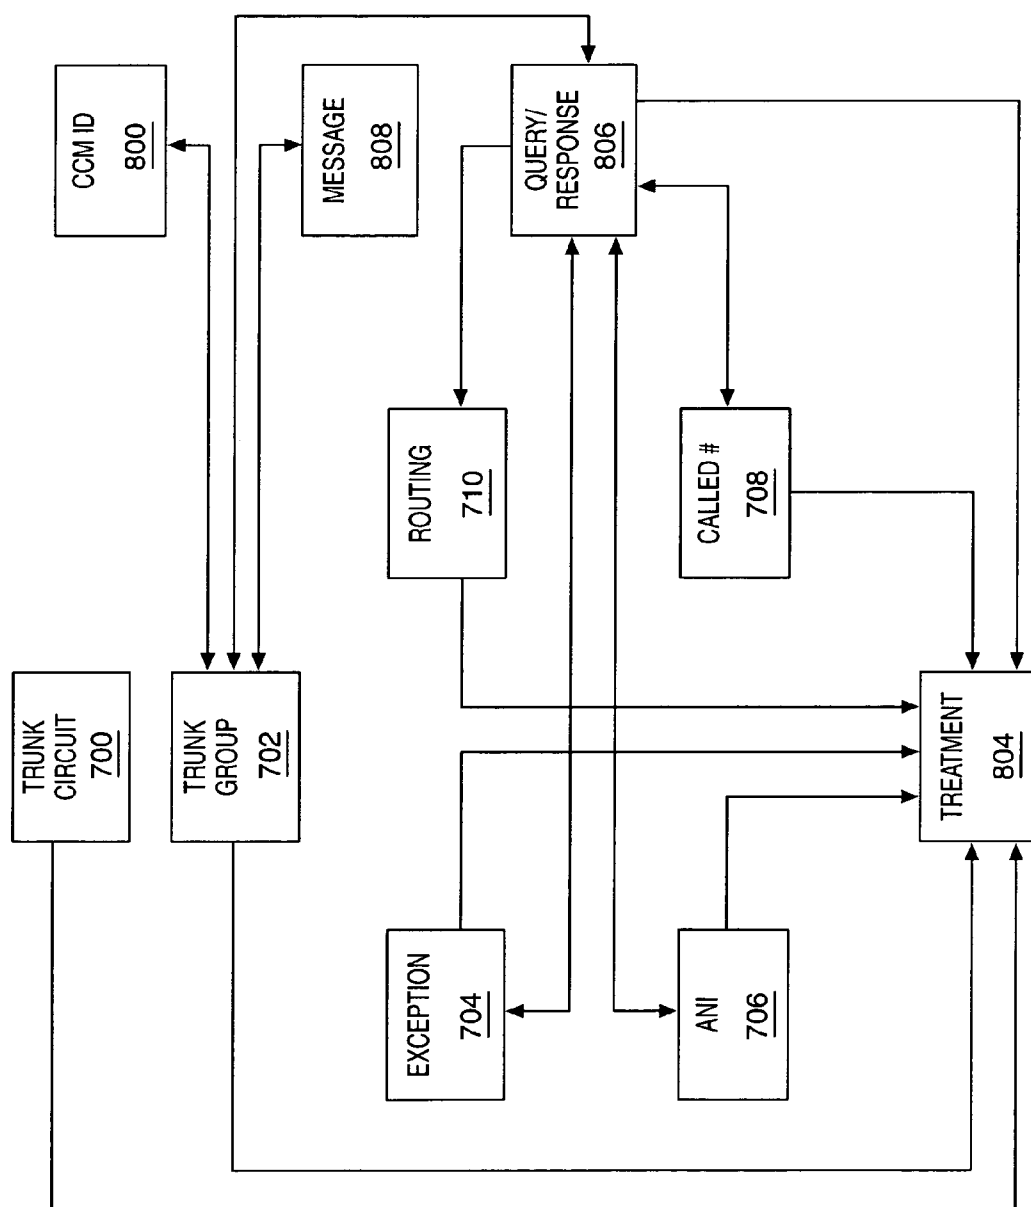 TRUNK
CIRCUIT
700
TRUNK
GROUP
702
CCM ID
800
MESSAGE
808
EXCEPTION
704
ROUTING
710
QUERY/
RESPONSE
806
ANI
706
CALLED #
708
TREATMENT
804